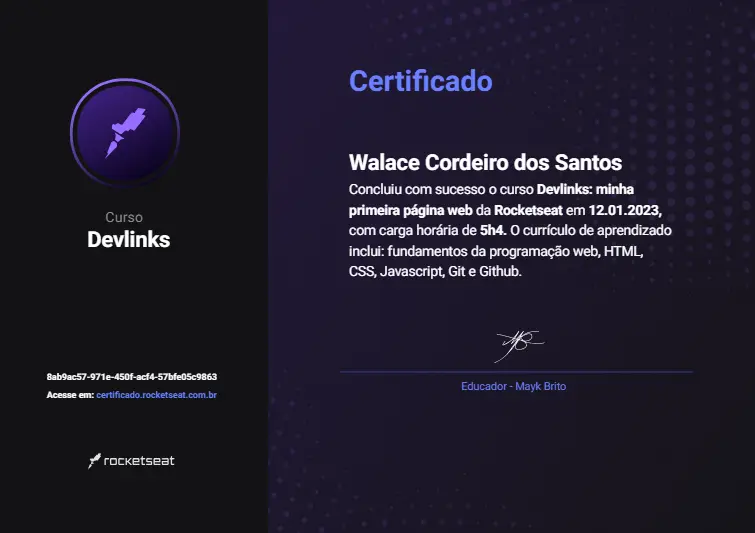 Curso
Devlinks
8ab9ac57-971e-450f-acf4-57bfe05c9863
Acesse em: certificado.rocketseat.com.br
rocketseat
Certificado
Walace Cordeiro dos Santos
Concluiu com sucesso o curso Devlinks: minha
primeira página web da Rocketseat em 12.01.2023,
com carga horária de 5h4. O currículo de aprendizado
inclui: fundamentos da programação web, HTML,
CSS, Javascript, Git e Github.
Educador - Mayk Brito